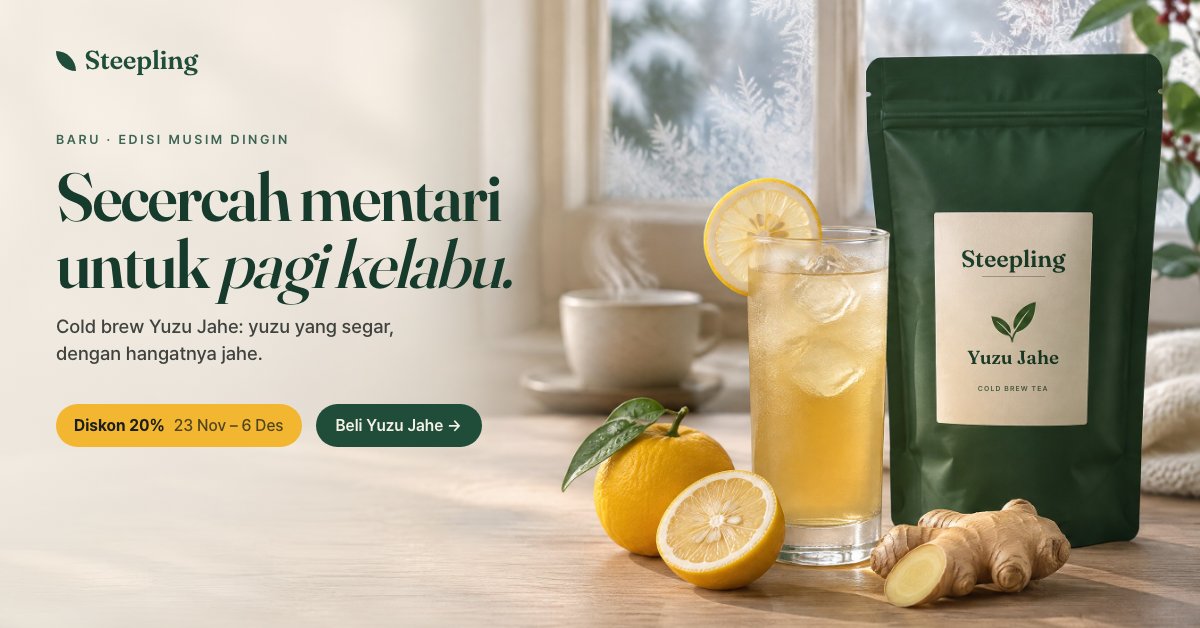 Steepling
BARU · EDISI MUSIM DINGIN
Secercah mentari
untuk pagi kelabu.
Cold brew Yuzu Jahe: yuzu yang segar,
dengan hangatnya jahe.
Diskon 20% 23 Nov – 6 Des
Beli Yuzu Jahe →
Steepling
Yuzu Jahe
COLD BREW TEA